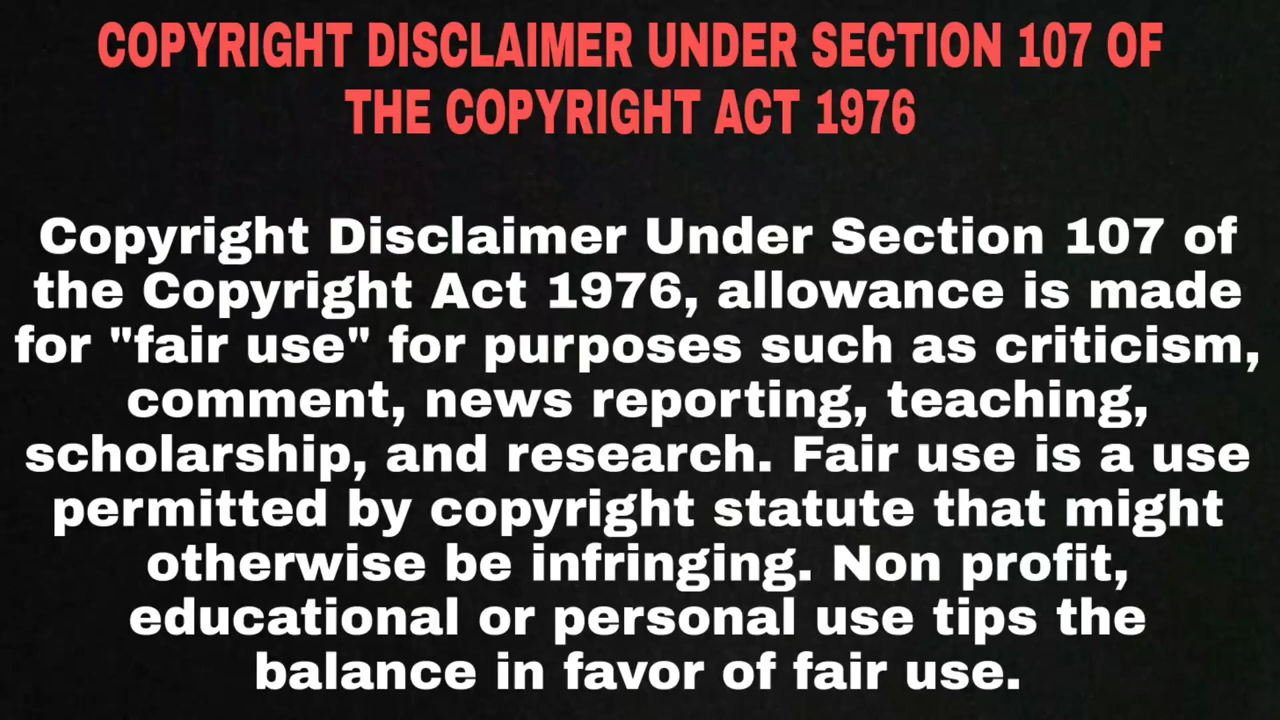 COPYRIGHT DISCLAIMER UNDER SECTION 107 OF
THE COPYRIGHT ACT 1976
Copyright Disclaimer Under Section 107 of
the Copyright Act 1976, allowance is made
for "fair use" for purposes such as criticism,
comment, news reporting, teaching,
scholarship, and research. Fair use is a use
permitted by copyright statute that might
otherwise be infringing. Non profit,
educational or personal use tips the
balance in favor of fair use.